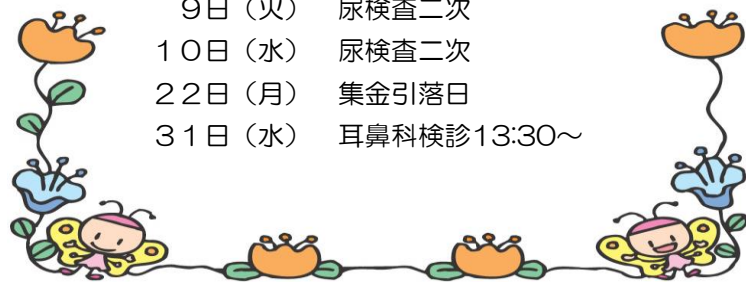 ９日（火）　尿検査二次
１０日（水）　尿検査二次
２２日（月）　集金引落日
３１日（水）　耳鼻科検診13:30～